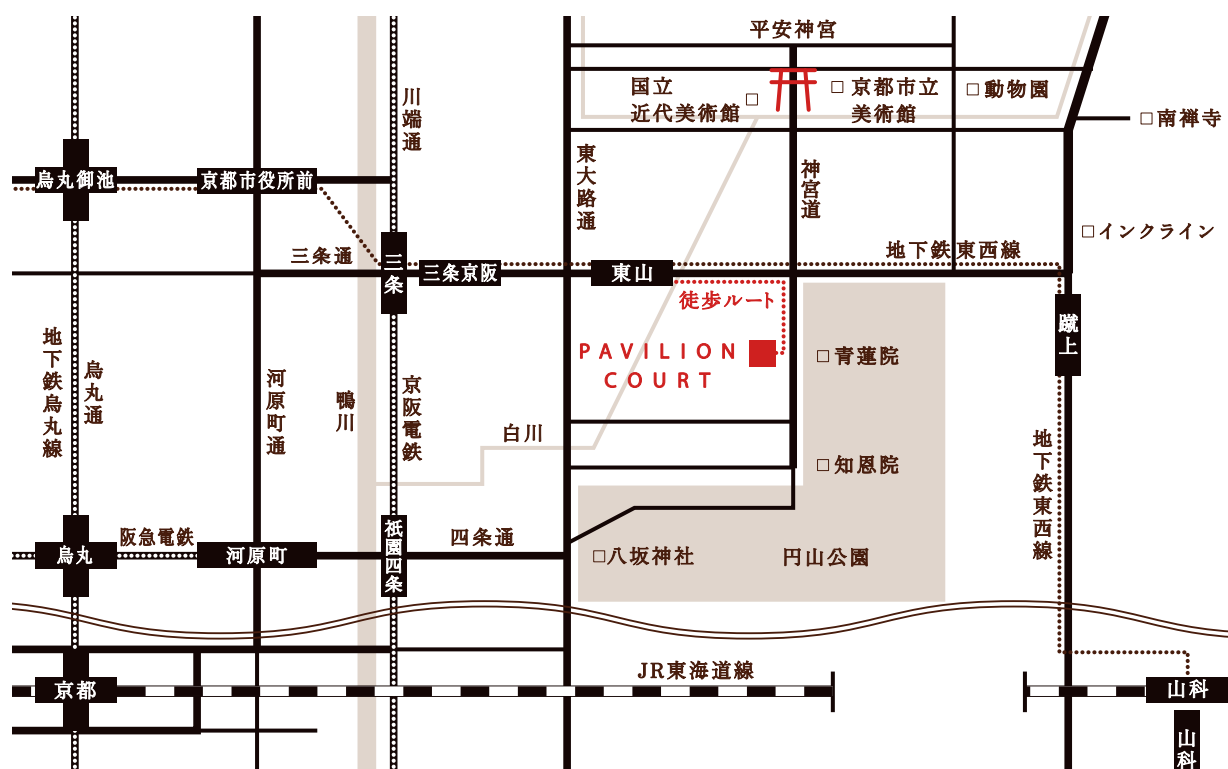 平安神宮
国立
近代美術館
京都市立
美術館
動物園
南禅寺
川端通
東大路通
神宮道
烏丸御池
京都市役所前
インクライン
三条通
三条
三条京阪
東山
地下鉄東西線
徒歩ルート
蹴上
PAVILION
COURT
青蓮院
地下鉄烏丸線
烏丸通
河原町通
鴨川
京阪電鉄
白川
知恩院
地下鉄東西線
阪急電鉄
烏丸
河原町
祇園四条
四条通
八坂神社
円山公園
JR東海道線
京都
山科
山科